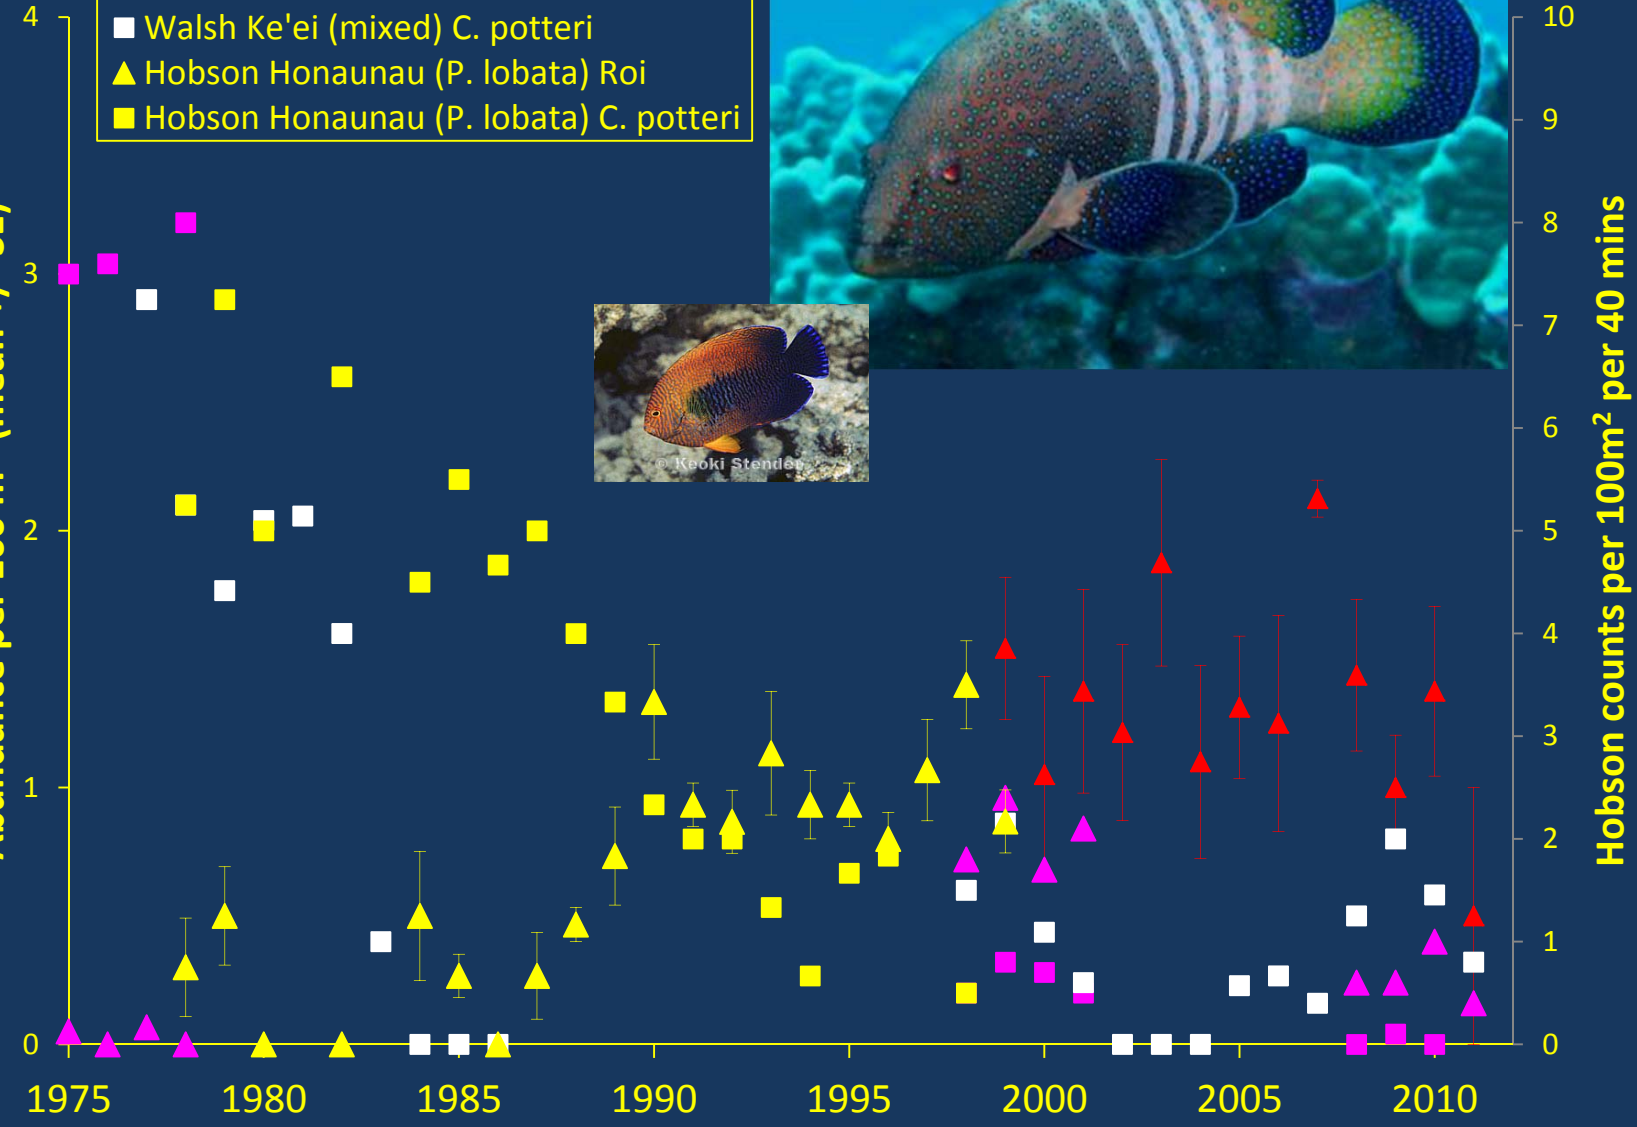 Walsh Ke'ei (mixed) C. potteri
Hobson Honaunau (P. lobata) Roi
Hobson Honaunau (P. lobata) C. potteri
© Keoki Stender
4
3
2
1
0
10
9
8
7
6
5
4
3
2
1
0
Hobson counts per 100m² per 40 mins
1975 1980 1985 1990 1995 2000 2005 2010